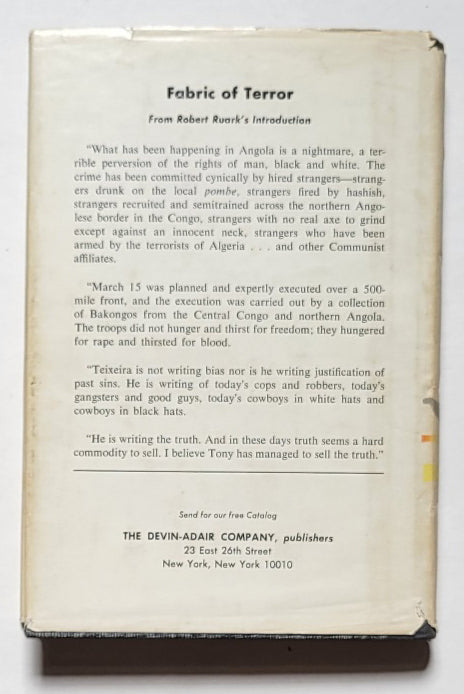 Fabric of Terror
From Robert Ruark's Introduction
"What has been happening in Angola is a nightmare, a ter-
rible perversion of the rights of man, black and white. The
crime has been committed cynically by hired strangers—strang-
ers drunk on the local pombe, strangers fired by hashish,
strangers recruited and semitrained across the northern Ango-
lese border in the Congo, strangers with no real axe to grind
except against an innocent neck, strangers who have been
armed by the terrorists of Algeria . . . and other Communist
affiliates.
"March 15 was planned and expertly executed over a 500-
mile front, and the execution was carried out by a collection
of Bakongos from the Central Congo and northern Angola.
The troops did not hunger and thirst for freedom; they hungered
for rape and thirsted for blood.
"Teixeira is not writing bias nor is he writing justification of
past sins. He is writing of today's cops and robbers, today's
gangsters and good guys, today's cowboys in white hats and
cowboys in black hats.
"He is writing the truth. And in these days truth seems a hard
commodity to sell. I believe Tony has managed to sell the truth."
Send for our free Catalog
THE DEVIN-ADAIR COMPANY, publishers
23 East 26th Street
New York, New York 10010